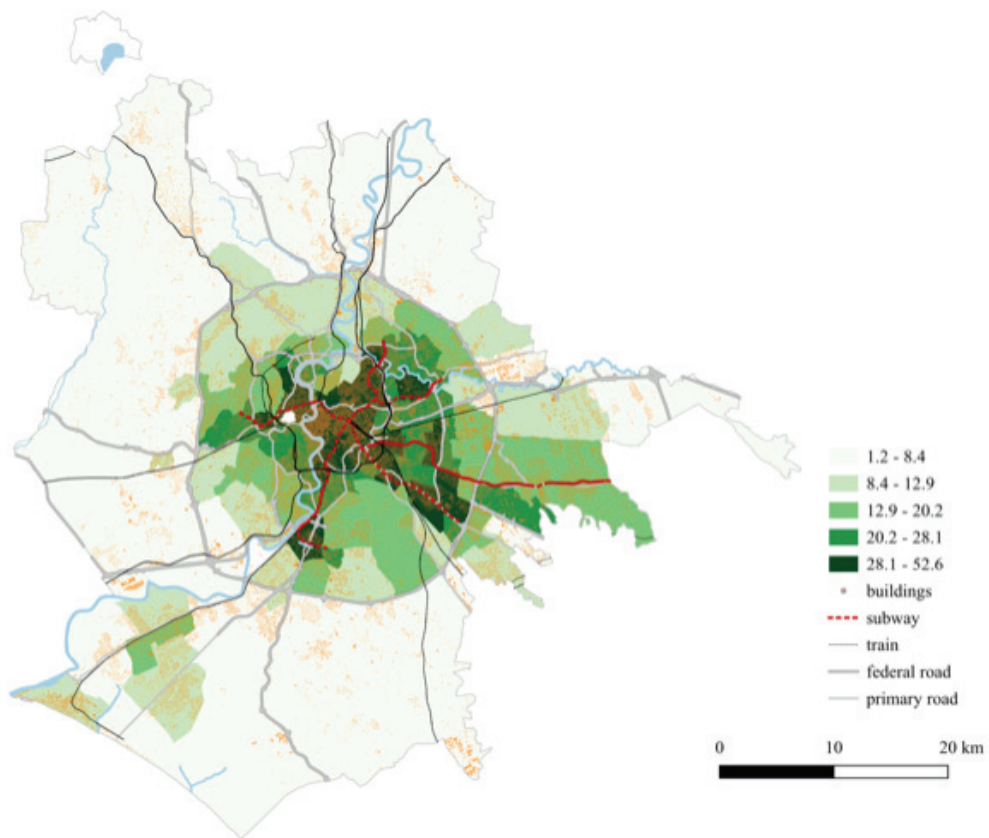 1.2 - 8.4
8.4 - 12.9
12.9 - 20.2
20.2 - 28.1
28.1 - 52.6
buildings
subway
train
federal road
primary road
0 10 20 km